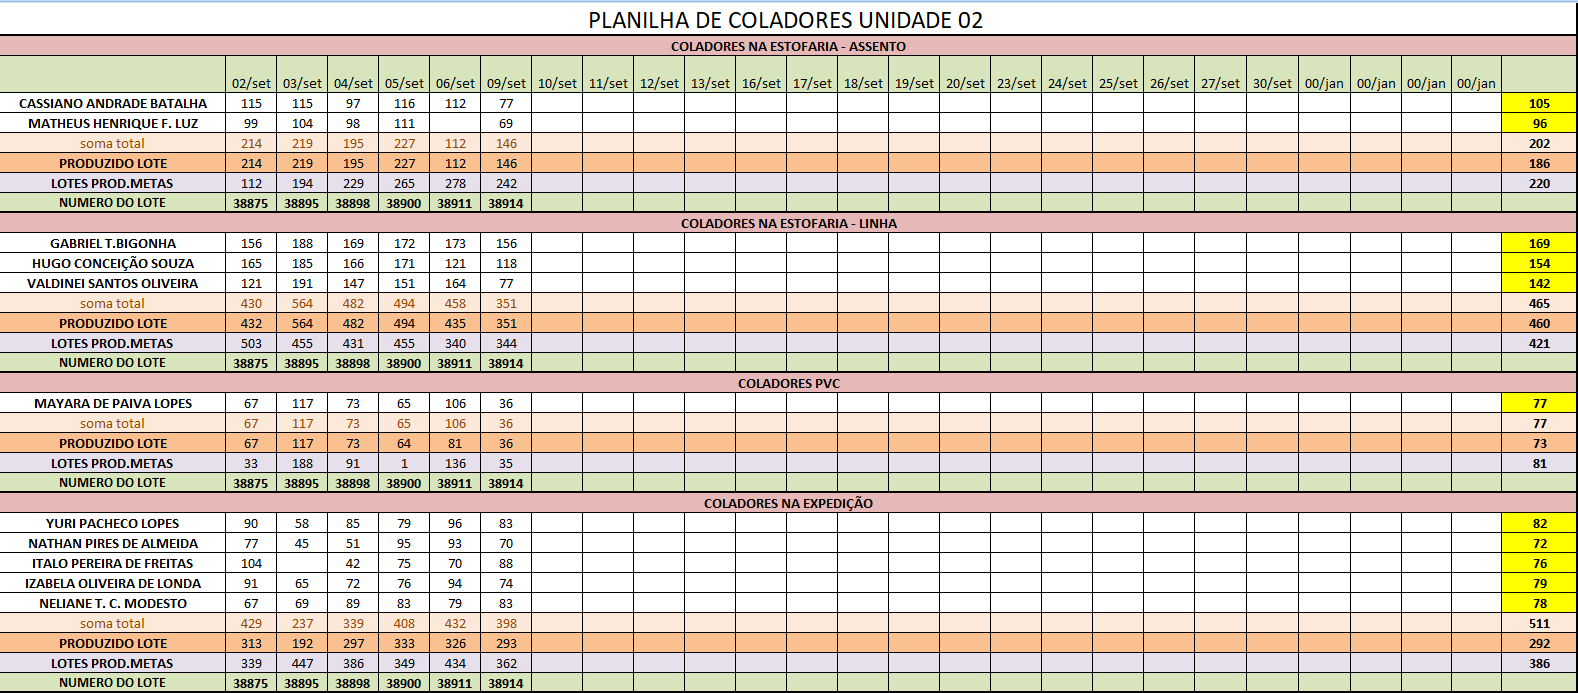 PLANILHA DE COLADORES UNIDADE 02
COLADORES NA ESTOFARIA - ASSENTO
02/set 03/set 04/set 05/set 06/set 09/set 10/set 11/set 12/set 13/set 16/set 17/set 18/set 19/set 20/set 23/set 24/set 25/set 26/set 27/set 30/set 00/jan 00/jan 00/jan 00/jan
CASSIANO ANDRADE BATALHA 115 115 97 116 112 77 105
MATHEUS HENRIQUE F. LUZ 99 104 98 111 69 96
soma total 214 219 195 227 112 146 202
PRODUZIDO LOTE 214 219 195 227 112 146 186
LOTES PROD.METAS 112 194 229 265 278 242 220
NUMERO DO LOTE 38875 38895 38898 38900 38911 38914
COLADORES NA ESTOFARIA - LINHA
GABRIEL T.BIGONHA 156 188 169 172 173 156 169
HUGO CONCEIÇÃO SOUZA 165 185 166 171 121 118 154
VALDINEI SANTOS OLIVEIRA 121 191 147 151 164 77 142
soma total 430 564 482 494 458 351 465
PRODUZIDO LOTE 432 564 482 494 435 351 460
LOTES PROD.METAS 503 455 431 455 340 344 421
NUMERO DO LOTE 38875 38895 38898 38900 38911 38914
COLADORES PVC
MAYARA DE PAIVA LOPES 67 117 73 65 106 36 77
soma total 67 117 73 65 106 36 77
PRODUZIDO LOTE 67 117 73 64 81 36 73
LOTES PROD.METAS 33 188 91 1 136 35 81
NUMERO DO LOTE 38875 38895 38898 38900 38911 38914
COLADORES NA EXPEDIÇÃO
YURI PACHECO LOPES 90 58 85 79 96 83 82
NATHAN PIRES DE ALMEIDA 77 45 51 95 93 70 72
ITALO PEREIRA DE FREITAS 104 42 75 70 88 76
IZABELA OLIVEIRA DE LONDA 91 65 72 76 94 74 79
NELIANE T. C. MODESTO 67 69 89 83 79 83 78
soma total 429 237 339 408 432 398 511
PRODUZIDO LOTE 313 192 297 333 326 293 292
LOTES PROD.METAS 339 447 386 349 434 362 386
NUMERO DO LOTE 38875 38895 38898 38900 38911 38914